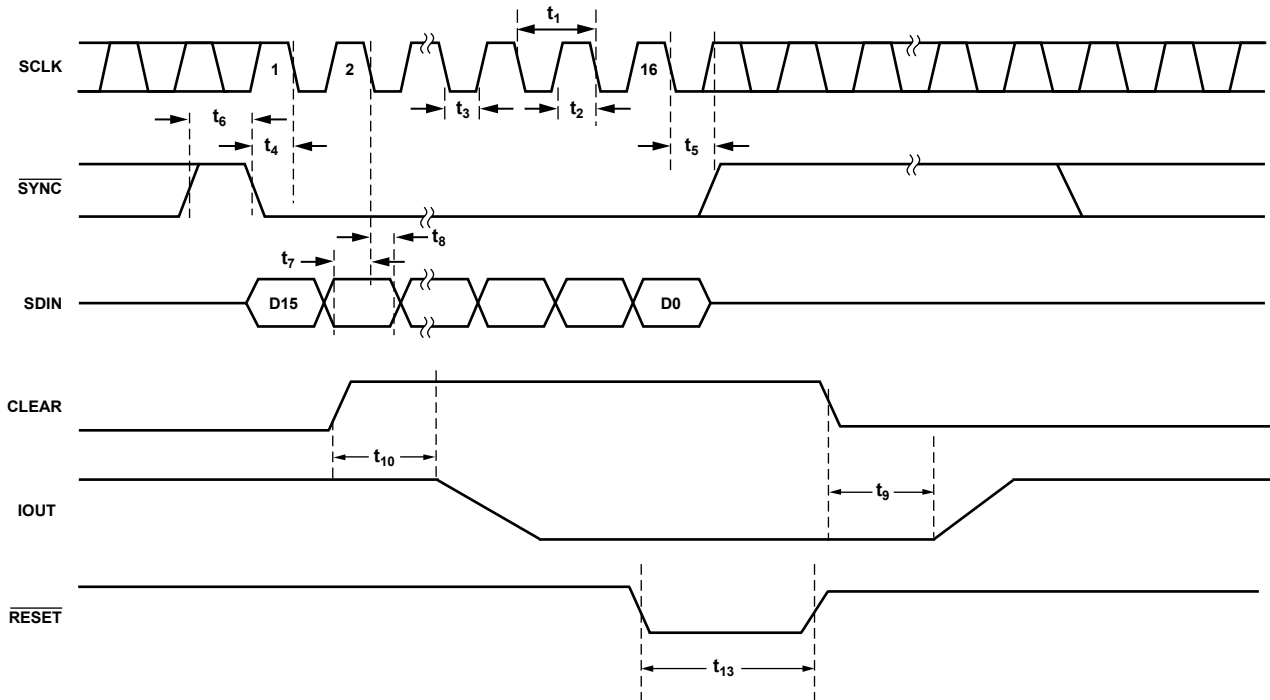 t1
SCLK
1
2
16
t3
t2
t6
t4
t5
SYNC
t8
t7
SDIN
D15
D0
CLEAR
t10
t9
IOUT
RESET
t13